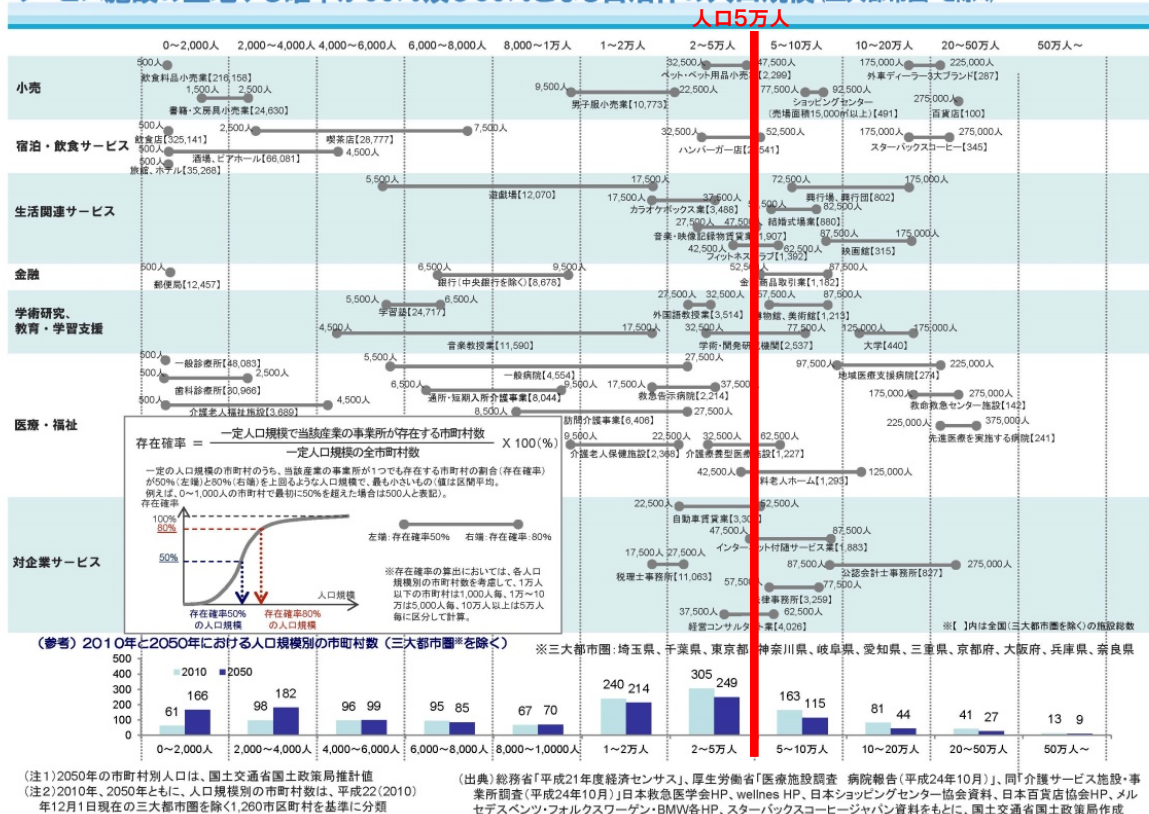 人口5万人
0～2,000人 2,000～4,000人 4,000～6,000人 6,000～8,000人 8,000～1万人 1～2万人 2～5万人 5～10万人 10～20万人 20～50万人 50万人～
小売
500人
飲食料品小売業【216,158】
1,500人 2,500人
書籍・文房具小売業【24,630】
9,500人 22,500人
男子服小売業【10,773】
32,500人 47,500人
ペット・ペット用品小売業【2,299】
77,500人 92,500人
ショッピングセンター
(売場面積15,000㎡以上)【491】
175,000人 225,000人
外車ディーラー3大ブランド【287】
275,000人
百貨店【100】
宿泊・飲食サービス
500人
飲食店【325,141】
2,500人 7,500人
喫茶店【28,777】
500人 4,500人
酒場、ビアホール【66,081】
500人
旅館、ホテル【35,268】
32,500人 52,500人
ハンバーガー店【2,541】
175,000人 275,000人
スターバックスコーヒー【345】
生活関連サービス
5,500人 17,500人
遊戯場【12,070】
17,500人 37,500人
カラオケボックス業【3,488】
27,500人 47,500人
音楽・映像記録物賃貸業【1,907】
42,500人 62,500人
フィットネスクラブ【1,392】
72,500人 175,000人
興行場、興行団【802】
82,500人
結婚式場業【880】
87,500人 175,000人
映画館【315】
金融
500人
郵便局【12,457】
6,500人 9,500人
銀行(中央銀行を除く)【8,678】
52,500人 87,500人
金融商品取引業【1,182】
学術研究、
教育・学習支援
5,500人 6,500人
学習塾【24,717】
4,500人 17,500人
音楽教授業【11,590】
27,500人 32,500人
外国語教授業【3,514】
32,500人 77,500人
学術・開発研究機関【2,537】
57,500人 87,500人
博物館、美術館【1,213】
125,000人 175,000人
大学【440】
医療・福祉
500人
一般診療所【48,083】
500人 2,500人
歯科診療所【30,966】
500人 4,500人
介護老人福祉施設【3,689】
5,500人 27,500人
一般病院【4,554】
6,500人 9,500人
通所・短期入所介護事業【8,044】
17,500人 37,500人
救急告示病院【2,214】
8,500人 27,500人
訪問介護事業【6,406】
9,500人 22,500人
介護老人保健施設【2,368】
32,500人 62,500人
介護療養型医療施設【1,227】
42,500人 125,000人
料老人ホーム【1,293】
97,500人 225,000人
地域医療支援病院【274】
175,000人 275,000人
救命救急センター施設【142】
225,000人 375,000人
先進医療を実施する病院【241】
存在確率 = 一定人口規模で当該産業の事業所が存在する市町村数
一定人口規模の全市町村数
X 100(%)
一定の人口規模の市町村のうち、当該産業の事業所が1つでも存在する市町村の割合(存在確率)
が50%(左端)と80%(右端)を上回るような人口規模で、最も小さいもの(値は区間平均。
例えば、0～1,000人の市町村で最初に50%を超えた場合は500人と表記)。
存在確率
100%
80%
50%
人口規模
存在確率50%
の人口規模
存在確率80%
の人口規模
左端:存在確率50% 右端:存在確率:80%
※存在確率の算出においては、各人口
規模別の市町村数を考慮して、1万人
以下の市町村は1,000人毎、1万～10
万は5,000人毎、10万人以上は5万人
毎に区分して計算。
対企業サービス
22,500人 52,500人
自動車賃貸業
47,500人 87,500人
インターネット付随サービス業【1,883】
17,500人 27,500人
税理士事務所【11,063】
87,500人 275,000人
公認会計士事務所【827】
57,500人 77,500人
法律事務所【3,259】
37,500人 62,500人
経営コンサルタント業【4,026】
※【 】内は全国(三大都市圏を除く)の施設総数
(参考)2010年と2050年における人口規模別の市町村数(三大都市圏※を除く)
※三大都市圏:埼玉県、千葉県、東京都、神奈川県、岐阜県、愛知県、三重県、京都府、大阪府、兵庫県、奈良県
2010 2050
500
400
300
200
100
0
61 166 98 182 96 99 95 85 67 70 240 214 305 249 163 115 81 44 41 27 13 9
0～2,000人 2,000～4,000人 4,000～6,000人 6,000～8,000人 8,000～1,0000人 1～2万人 2～5万人 5～10万人 10～20万人 20～50万人 50万人～
(注1)2050年の市町村別人口は、国土交通省国土政策局推計値
(注2)2010年、2050年ともに、人口規模別の市町村数は、平成22(2010)
年12月1日現在の三大都市圏を除く1,260市区町村を基準に分類
(出典)総務省「平成21年度経済センサス」、厚生労働省「医療施設調査 病院報告(平成24年10月)」、同「介護サービス施設・事
業所調査(平成24年10月)」日本救急医学会HP、wellnes HP、日本ショッピングセンター協会資料、日本百貨店協会HP、メル
セデスベンツ・フォルクスワーゲン・BMW各HP、スターバックスコーヒージャパン資料をもとに、国土交通省国土政策局作成